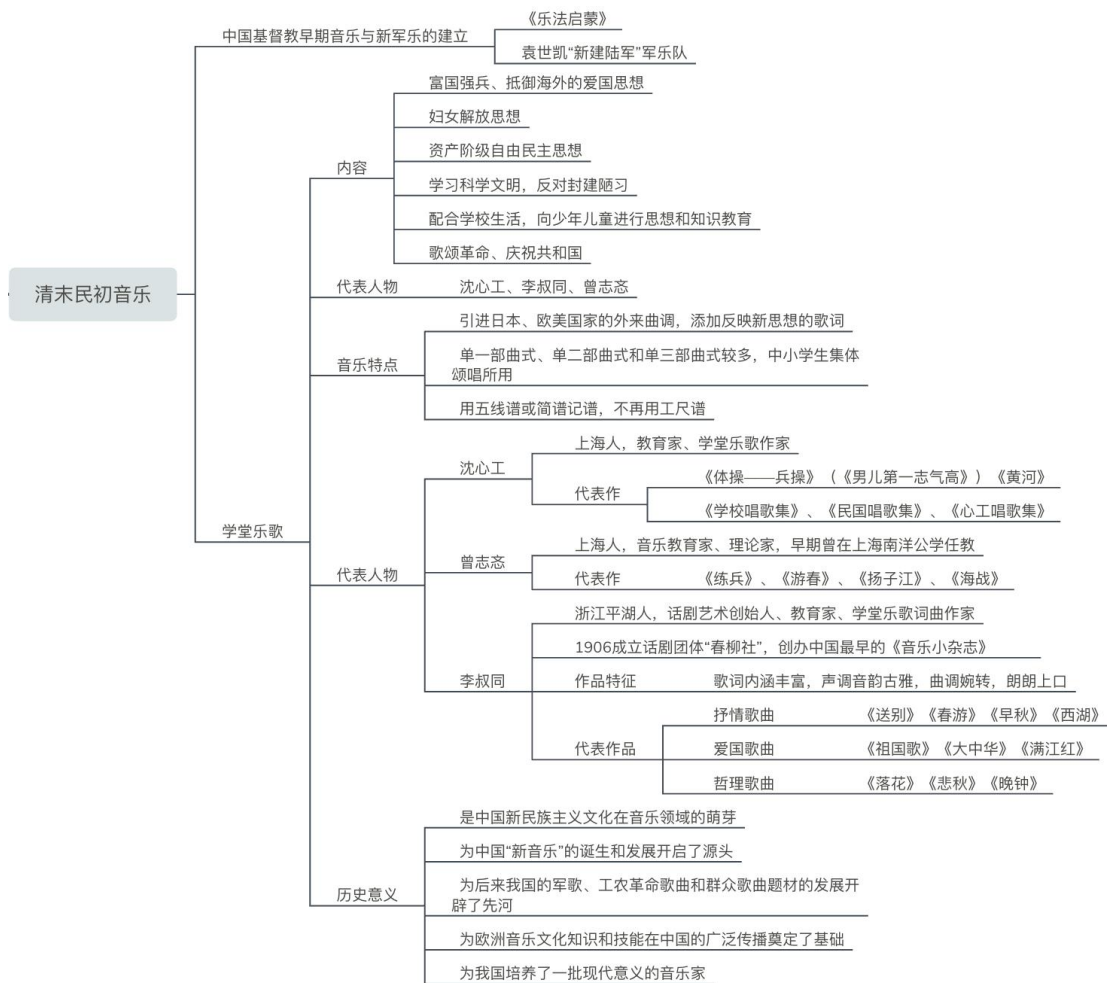 清末民初音乐
中国基督教早期音乐与新军乐的建立
《乐法启蒙》
袁世凯“新建陆军”军乐队
学堂乐歌
内容
富国强兵、抵御海外的爱国思想
妇女解放思想
资产阶级自由民主思想
学习科学文明，反对封建陋习
配合学校生活，向少年儿童进行思想和知识教育
歌颂革命、庆祝共和国
代表人物
沈心工、李叔同、曾志忞
音乐特点
引进日本、欧美国家的外来曲调，添加反映新思想的歌词
单一部曲式、单二部曲式和单三部曲式较多，中小学生集体
颂唱所用
用五线谱或简谱记谱，不再用工尺谱
代表人物
沈心工
上海人，教育家、学堂乐歌作家
代表作
《体操——兵操》（《男儿第一志气高》）《黄河》
《学校唱歌集》、《民国唱歌集》、《心工唱歌集》
曾志忞
上海人，音乐教育家、理论家，早期曾在上海南洋公学任教
代表作
《练兵》、《游春》、《扬子江》、《海战》
李叔同
浙江平湖人，话剧艺术创始人、教育家、学堂乐歌词曲作家
1906成立话剧团体“春柳社”，创办中国最早的《音乐小杂志》
作品特征
歌词内涵丰富，声调音韵古雅，曲调婉转，朗朗上口
代表作品
抒情歌曲
《送别》《春游》《早秋》《西湖》
爱国歌曲
《祖国歌》《大中华》《满江红》
哲理歌曲
《落花》《悲秋》《晚钟》
历史意义
是中国新民族主义文化在音乐领域的萌芽
为中国“新音乐”的诞生和发展开启了源头
为后来我国的军歌、工农革命歌曲和群众歌曲题材的发展开
辟了先河
为欧洲音乐文化知识和技能在中国的广泛传播奠定了基础
为我国培养了一批现代意义的音乐家